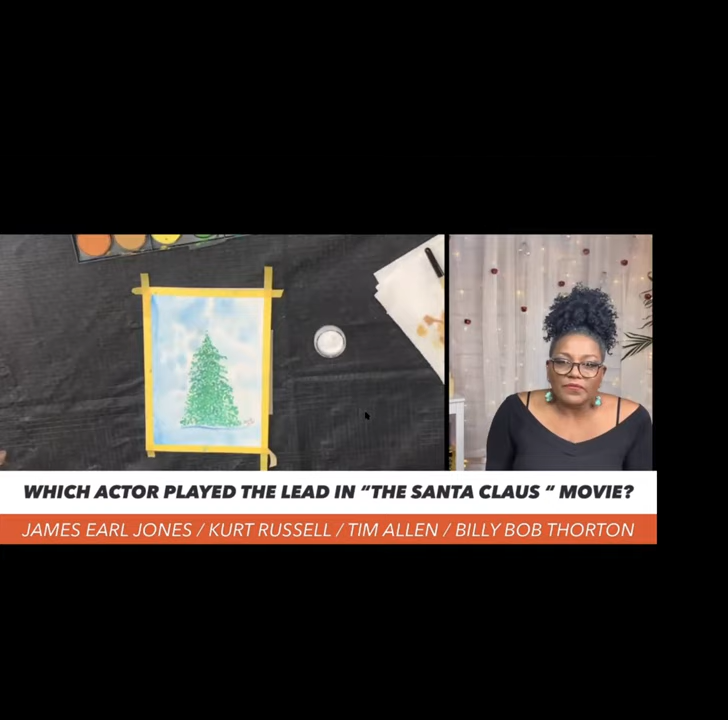 WHICH ACTOR PLAYED THE LEAD IN “THE SANTA CLAUS “ MOVIE?
JAMES EARL JONES / KURT RUSSELL / TIM ALLEN / BILLY BOB THORTON